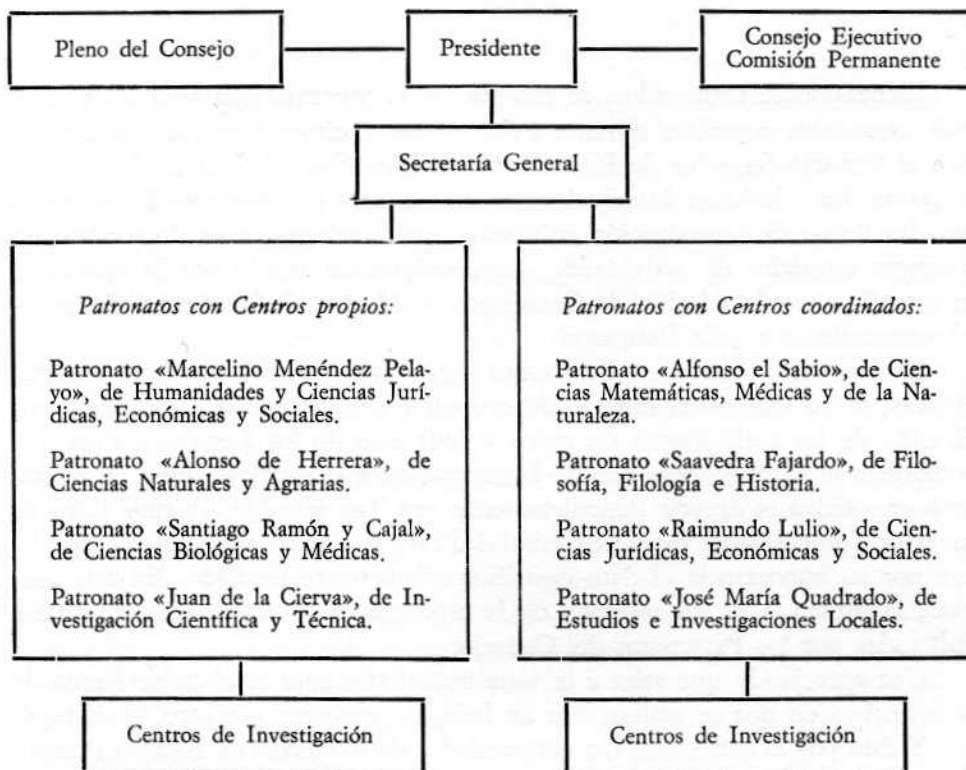 Pleno del Consejo
Presidente
Consejo Ejecutivo
Comisión Permanente
Secretaría General
Patronatos con Centros propios:
Patronato «Marcelino Menéndez Pela-
yo», de Humanidades y Ciencias Jurí-
dicas, Económicas y Sociales.
Patronato «Alonso de Herrera», de
Ciencias Naturales y Agrarias.
Patronato «Santiago Ramón y Cajal»,
de Ciencias Biológicas y Médicas.
Patronato «Juan de la Cierva», de In-
vestigación Científica y Técnica.
Patronatos con Centros coordinados:
Patronato «Alfonso el Sabio», de Cien-
cias Matemáticas, Médicas y de la Na-
turaleza.
Patronato «Saavedra Fajardo», de Filo-
sofía, Filología e Historia.
Patronato «Raimundo Lulio», de Cien-
cias Jurídicas, Económicas y Sociales.
Patronato «José María Quadrado», de
Estudios e Investigaciones Locales.
Centros de Investigación
Centros de Investigación